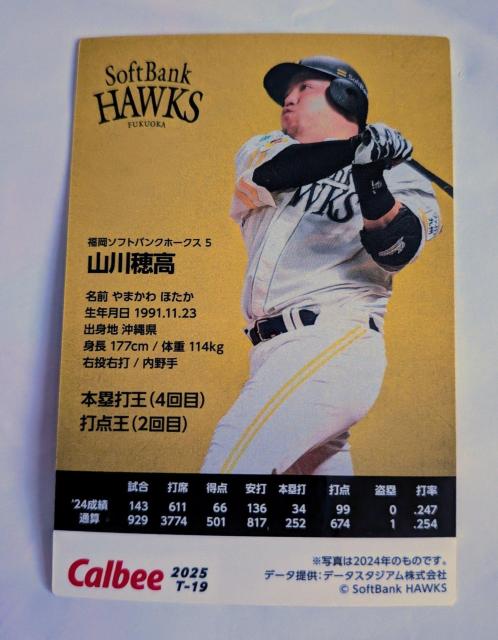 SoftBank
HAWKS
FUKUOKA
福岡ソフトバンクホークス 5
山川穂高
名前 やまかわ ほたか
生年月日 1991.11.23
出身地 沖縄県
身長 177cm / 体重 114kg
右投右打 / 内野手
本塁打王(4回目)
打点王(2回目)
試合 打席 得点 安打 本塁打 打点 盗塁 打率
'24成績 143 611 66 136 34 99 0 .247
通算 929 3774 501 817 252 674 1 .254
Calbee 2025
T-19
※写真は2024年のものです。
データ提供:データスタジアム株式会社
© SoftBank HAWKS